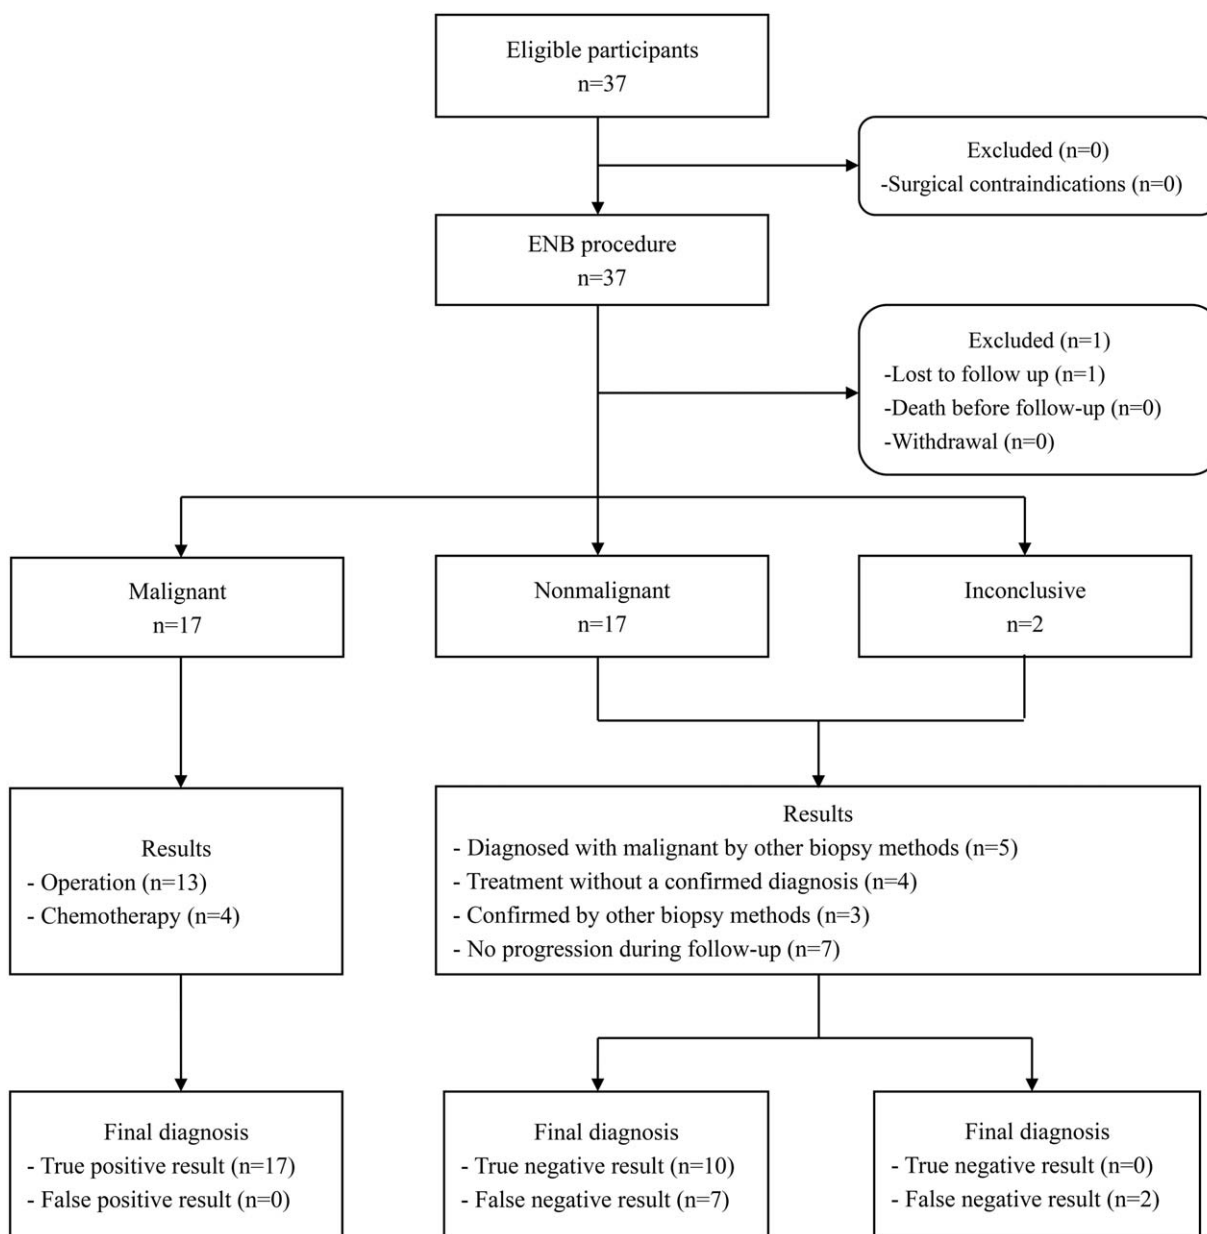 Eligible participants
n=37
Excluded (n=0)
-Surgical contraindications (n=0)
ENB procedure
n=37
Excluded (n=1)
-Lost to follow up (n=1)
-Death before follow-up (n=0)
-Withdrawal (n=0)
Malignant
n=17
Nonmalignant
n=17
Inconclusive
n=2
Results
- Operation (n=13)
- Chemotherapy (n=4)
Results
- Diagnosed with malignant by other biopsy methods (n=5)
- Treatment without a confirmed diagnosis (n=4)
- Confirmed by other biopsy methods (n=3)
- No progression during follow-up (n=7)
Final diagnosis
- True positive result (n=17)
- False positive result (n=0)
Final diagnosis
- True negative result (n=10)
- False negative result (n=7)
Final diagnosis
- True negative result (n=0)
- False negative result (n=2)